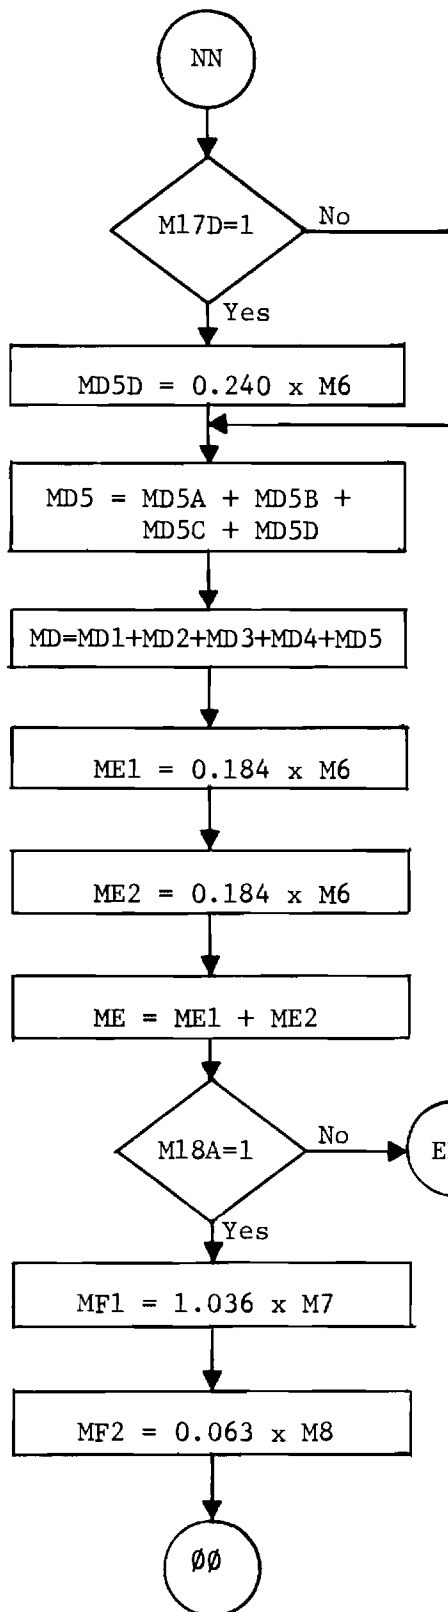 NN
M17D=1
No
Yes
MD5D = 0.240 x M6
MD5 = MD5A + MD5B +
MD5C + MD5D
MD=MD1+MD2+MD3+MD4+MD5
ME1 = 0.184 x M6
ME2 = 0.184 x M6
ME = ME1 + ME2
M18A=1
No
E
Yes
MF1 = 1.036 x M7
MF2 = 0.063 x M8
ØØ